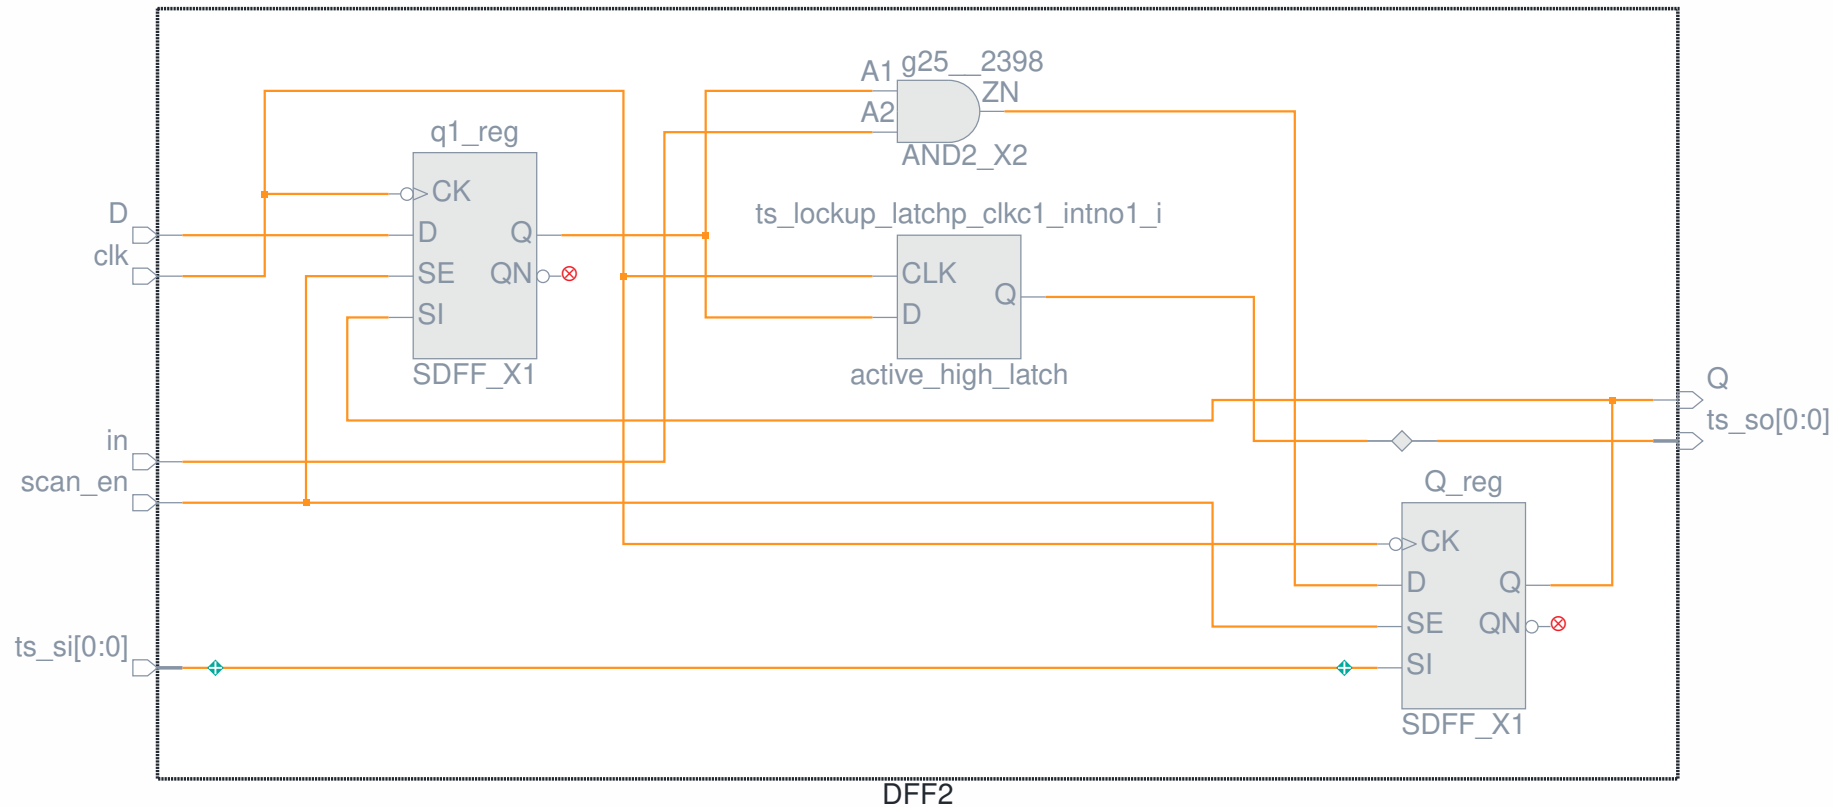 g25__2398
A1
ZN
A2
AND2_X2
q1_reg
CK
D
D
Q
clk
SE
QN
SI
SDFF_X1
ts_lockup_latchp_clkc1_intno1_i
CLK
Q
D
active_high_latch
Q
ts_so[0:0]
in
scan_en
Q_reg
CK
D
Q
SE
QN
ts_si[0:0]
SI
SDFF_X1
DFF2